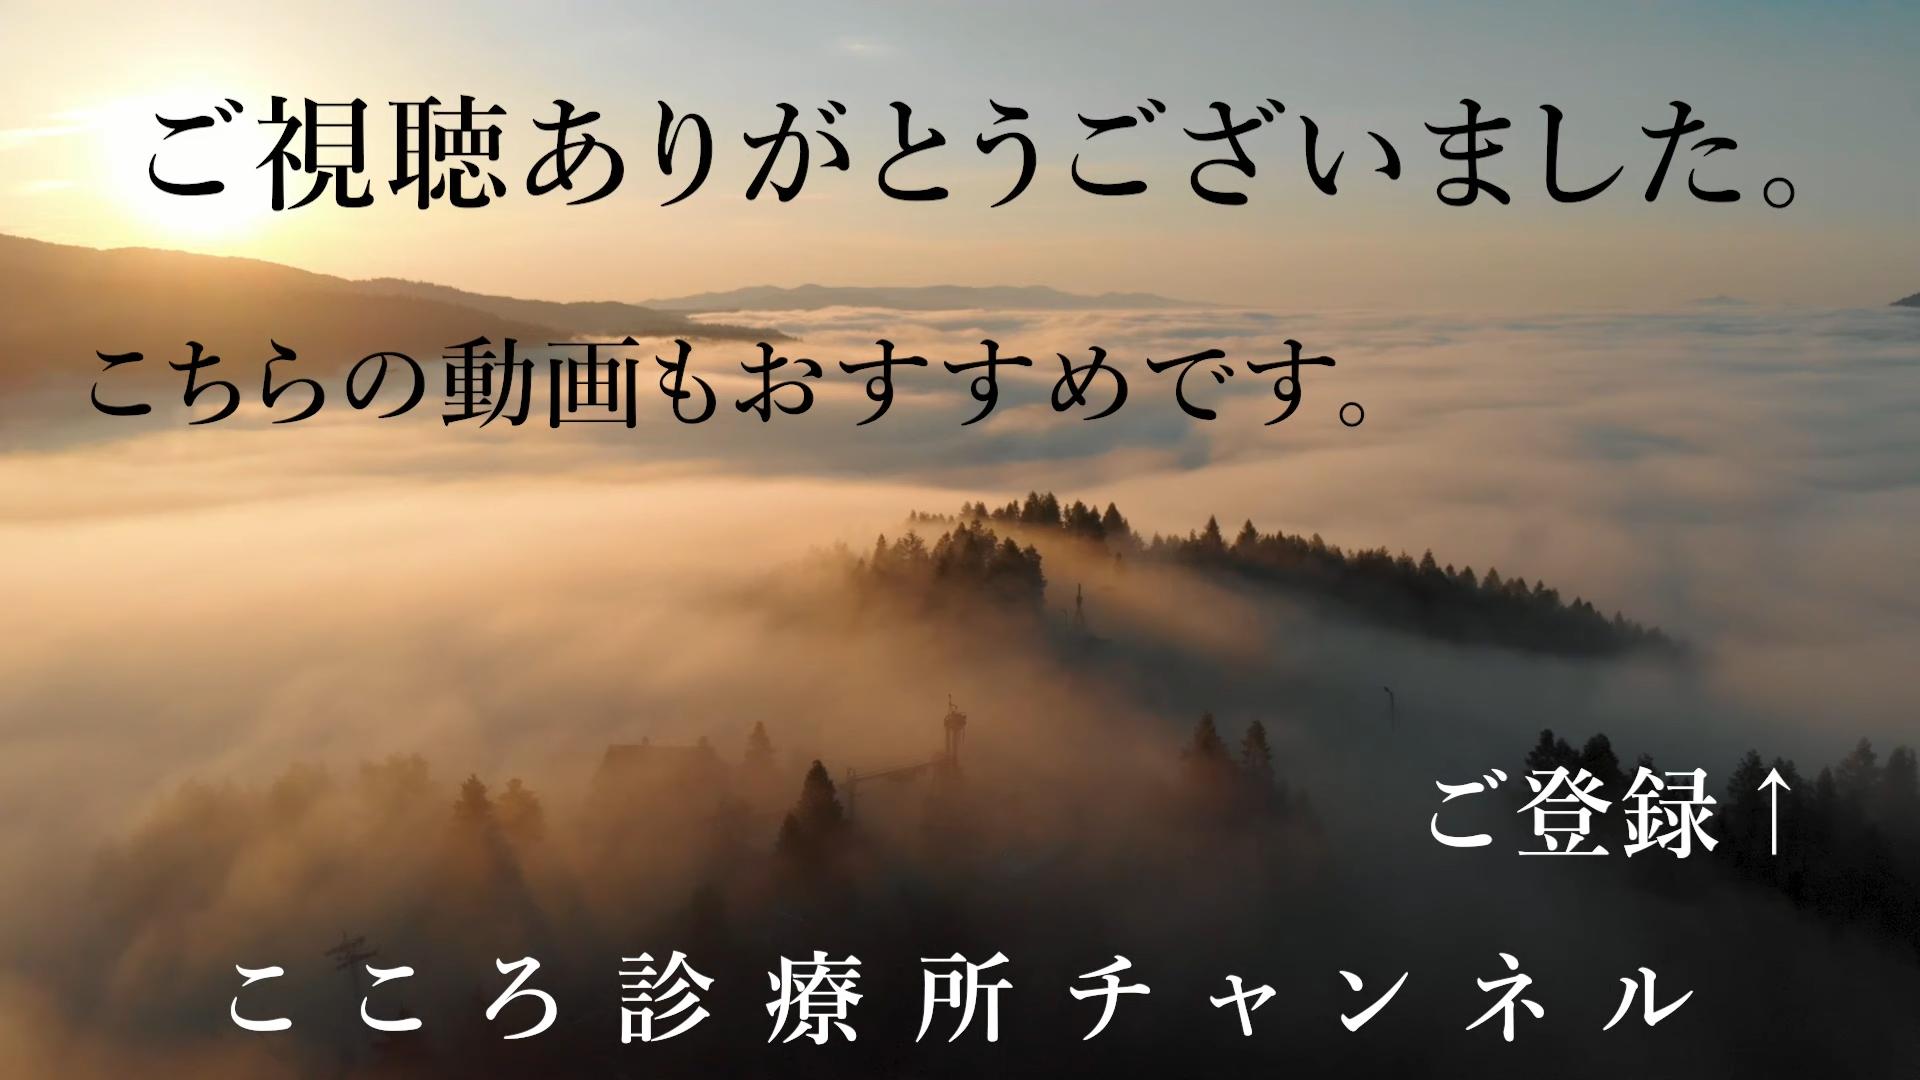 ご視聴ありがとうございました。
こちらの動画もおすすめです。
ご登録↑
こころ診療所チャンネル